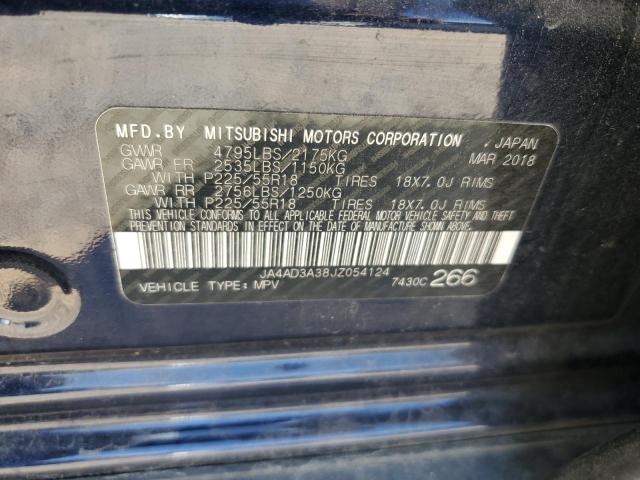 MFD.BY MITSUBISHI MOTORS CORPORATION , JAPAN
GVWR 4795LBS/2175KG MAR 2018
GAWR FR 2535LBS/1150KG
WITH P225/55R18 TIRES 18X7.0J RIMS
GAWR RR 2756LBS/1250KG
WITH P225/55R18 TIRES 18X7.0J RIMS
THIS VEHICLE CONFORMS TO ALL APPLICABLE FEDERAL MOTOR VEHICLE SAFETY AND THEFT
PREVENTION STANDARDS IN EFFECT ON THE DATE OF MANUFACTURE SHOWN ABOVE.
JA4AD3A38JZ054124
VEHICLE TYPE: MPV 7430C 266